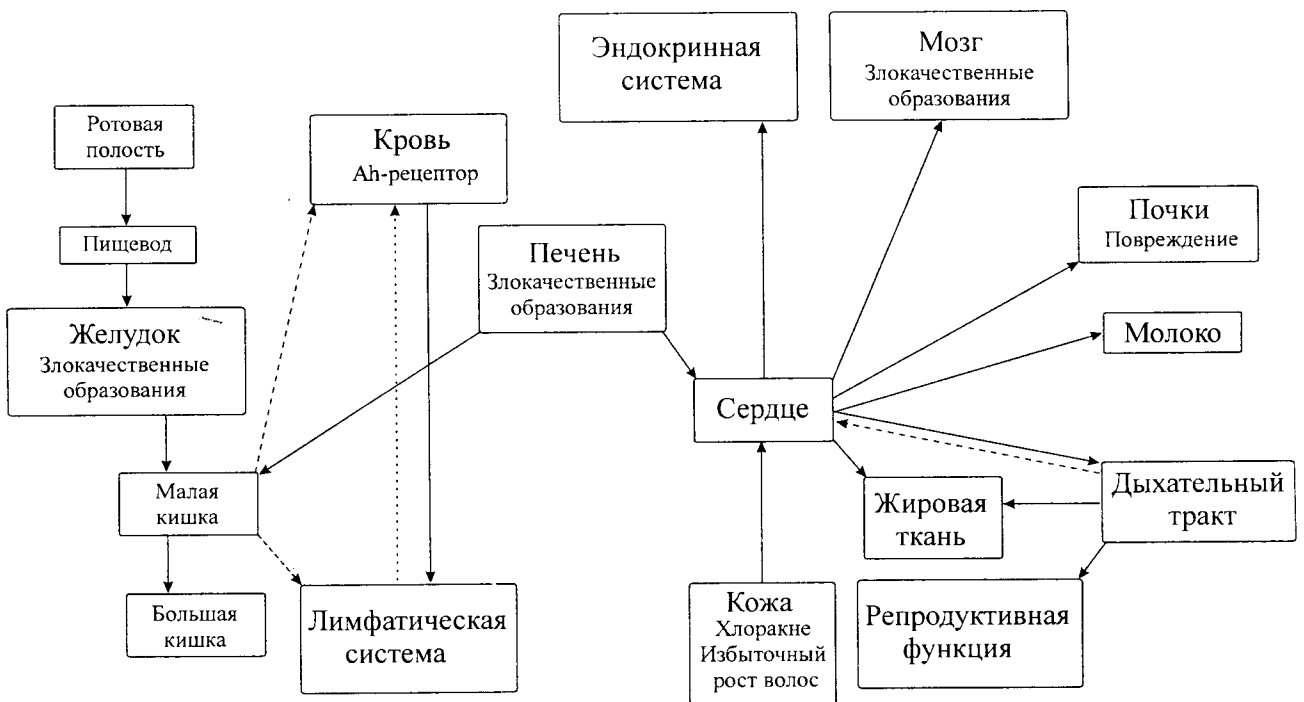 Ротовая
полость
Пищевод
Желудок
Злокачественные
образования
Малая
кишка
Большая
кишка
Кровь
Ah-рецептор
Лимфатическая
система
Печень
Злокачественные
образования
Эндокринная
система
Мозг
Злокачественные
образования
Почки
Повреждение
Молоко
Сердце
Дыхательный
тракт
Жировая
ткань
Кожа
Хлоракне
Избыточный
рост волос
Репродуктивная
функция